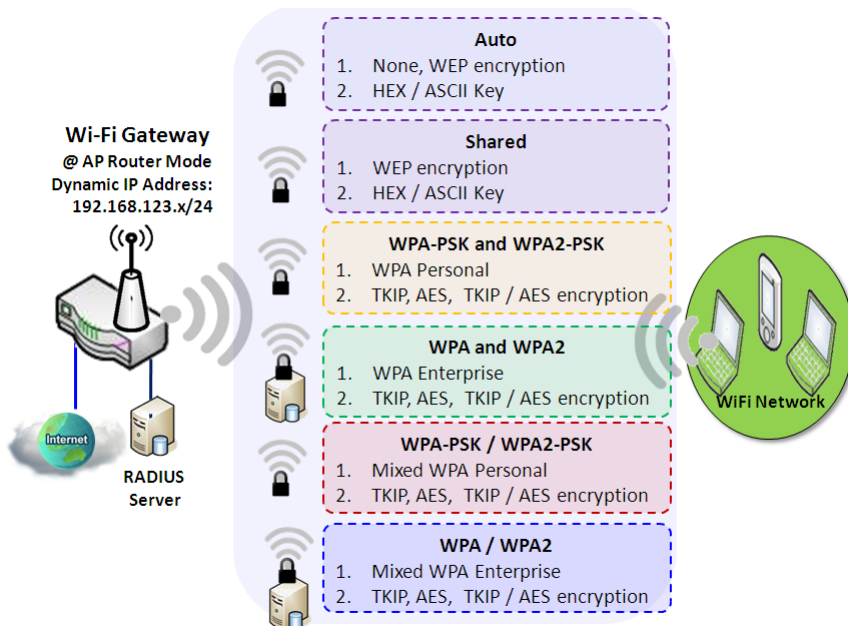 Auto
1. None, WEP encryption
2. HEX / ASCII Key
Shared
1. WEP encryption
2. HEX / ASCII Key
WPA-PSK and WPA2-PSK
1. WPA Personal
2. TKIP, AES, TKIP / AES encryption
WPA and WPA2
1. WPA Enterprise
2. TKIP, AES, TKIP / AES encryption
WPA-PSK / WPA2-PSK
1. Mixed WPA Personal
2. TKIP, AES, TKIP / AES encryption
WPA / WPA2
1. Mixed WPA Enterprise
2. TKIP, AES, TKIP / AES encryption
Wi-Fi Gateway
@ AP Router Mode
Dynamic IP Address:
192.168.123.x/24
Internet
RADIUS
Server
WiFi Network